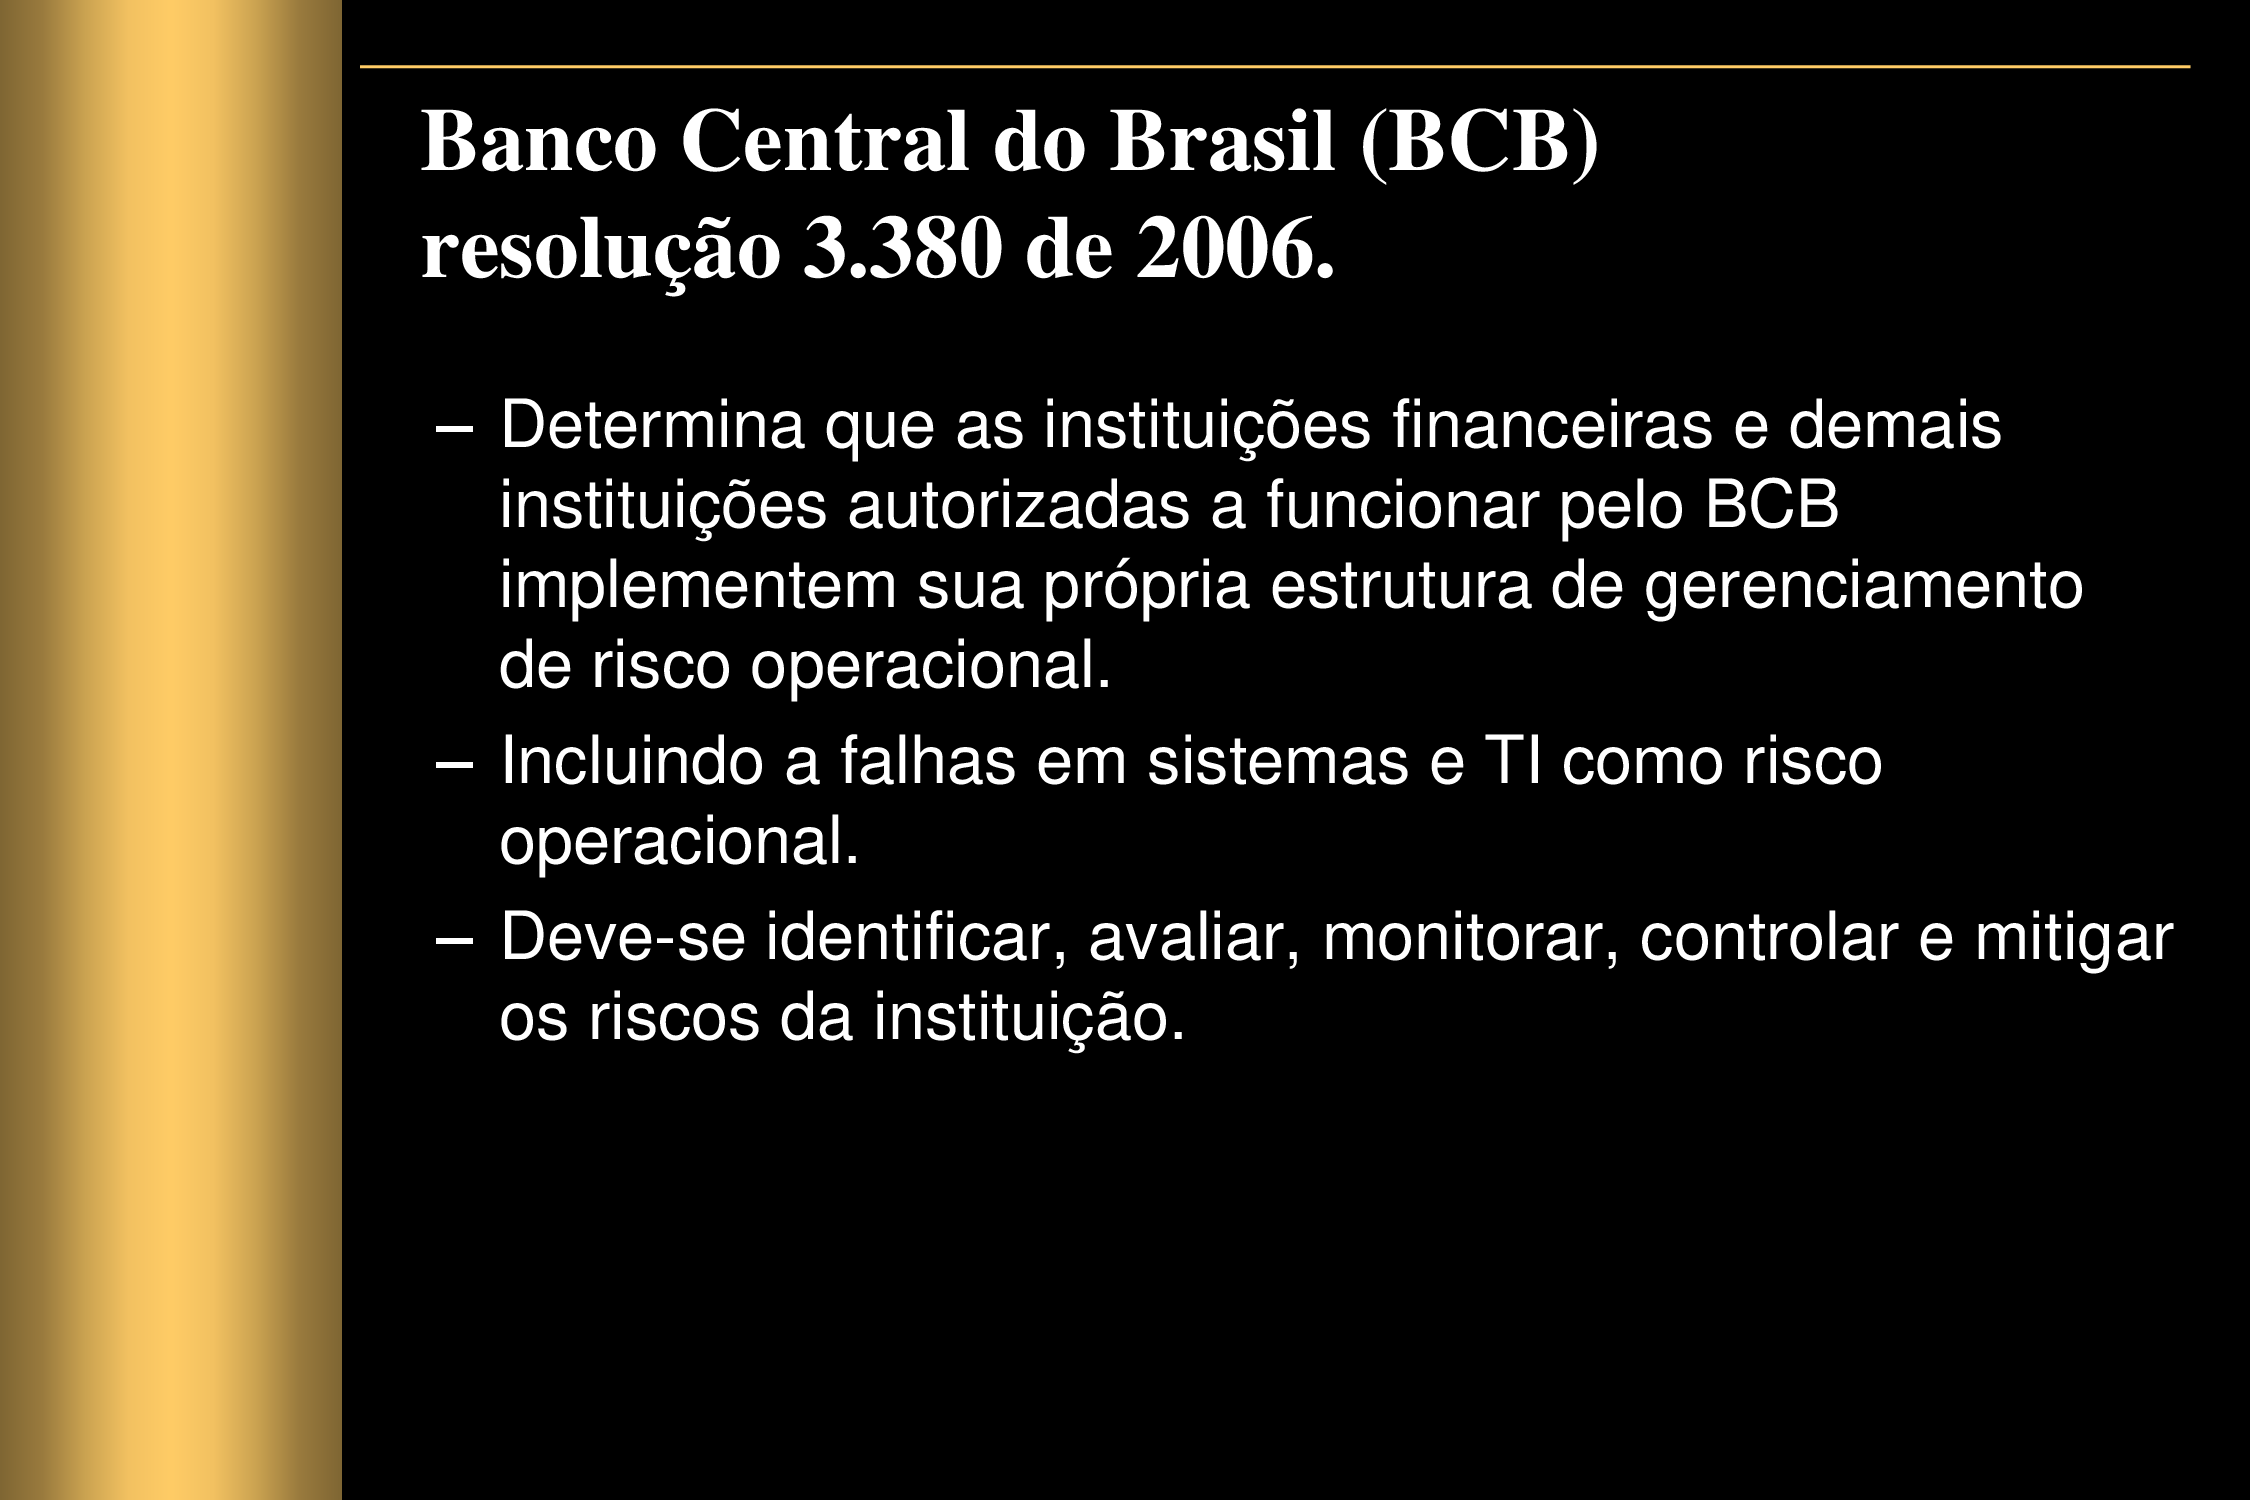 Banco Central do Brasil (BCB)
resolução 3.380 de 2006.
– Determina que as instituições financeiras e demais
instituições autorizadas a funcionar pelo BCB
implementem sua própria estrutura de gerenciamento
de risco operacional.
– Incluindo a falhas em sistemas e TI como risco
operacional.
– Deve-se identificar, avaliar, monitorar, controlar e mitigar
os riscos da instituição.